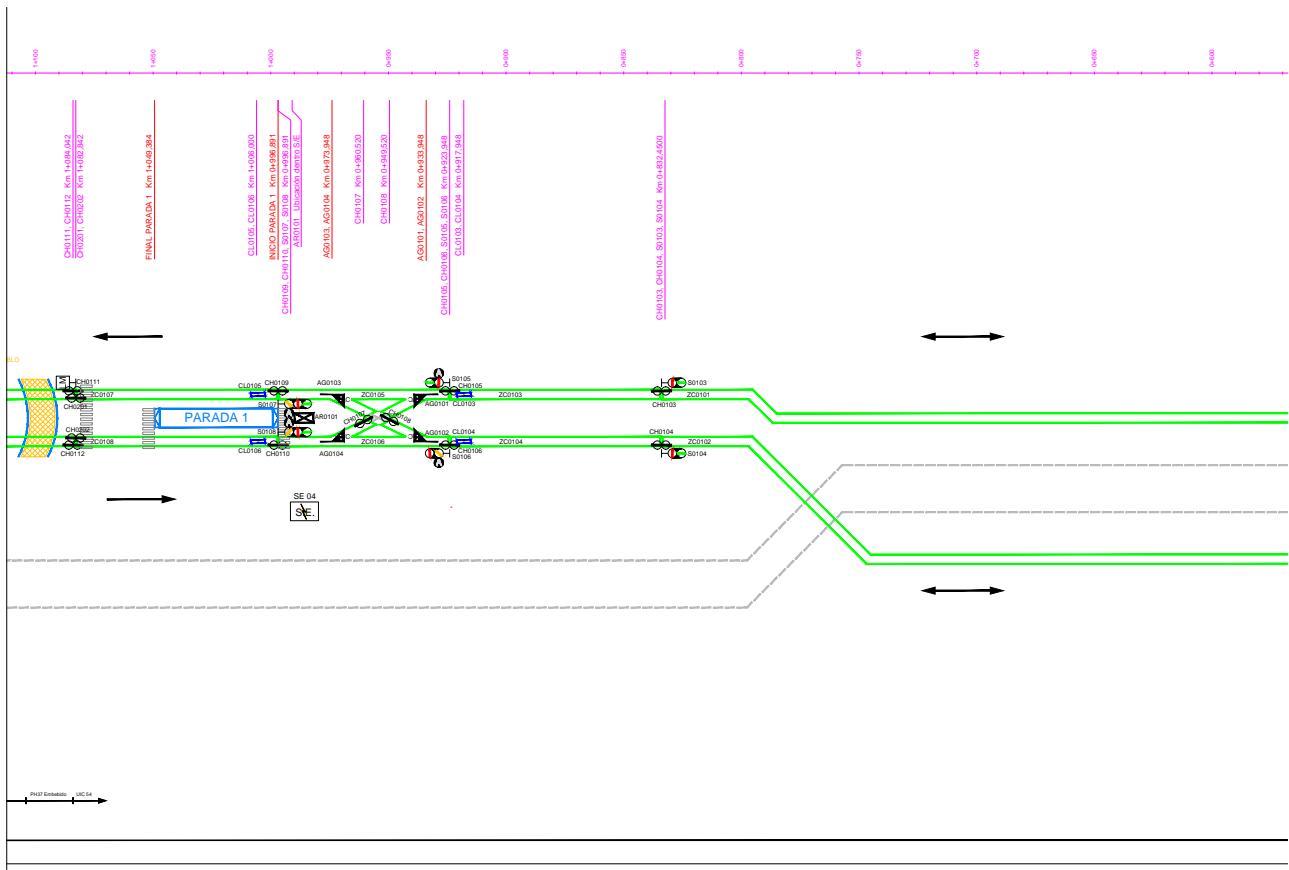 1+100
1+050
1+000
0+950
0+900
0+850
0+800
0+750
0+700
0+650
0+600
CH0111, CH0112 Km 1+084,042
CH0201, CH0202 Km 1+082,842
FINAL PARADA 1 Km 1+049,384
CL0105, CL0106 Km 1+006,000
INICIO PARADA 1 Km 0+996,891
CH0109, CH0110, S0107, S0108 Km 0+996,891
AR0101 Ubicación dentro S/E
AG0103, AG0104 Km 0+973,948
CH0107 Km 0+960,520
CH0108 Km 0+949,520
AG0101, AG0102 Km 0+933,948
CH0105, CH0106, S0105, S0106 Km 0+923,948
CL0103, CL0104 Km 0+917,948
CH0103, CH0104, S0103, S0104 Km 0+832,4500
BLO
M
CH0111
ZC0107
CH0201
CL0105
CH0109
AG0103
ZC0105
A
S0105
CH0105
AG0101
CL0103
ZC0103
S0103
CH0103
ZC0101
S0107
PARADA 1
AR0101
CH0107
CH0108
S0108
CH0202
ZC0108
CH0112
CL0106
CH0110
AG0104
ZC0106
AG0102
CL0104
CH0106
S0106
A
ZC0104
CH0104
ZC0102
S0104
SE 04
S.E.
PH37 Embebido
UIC 54